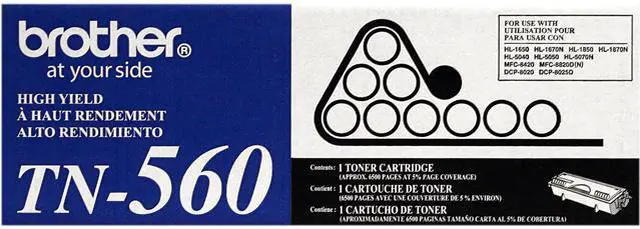 brother®
at your side
HIGH YIELD
À HAUT RENDEMENT
ALTO RENDIMIENTO
TN-560
FOR USE WITH
UTILISATION POUR
PARA USAR CON
HL-1650 HL-1670N HL-1850 HL-1870N
HL-5040 HL-5050 HL-5070N
MFC-8420 MFC-8820D(N)
DCP-8020 DCP-8025D
Contents: 1 TONER CARTRIDGE
(APPROX. 6500 PAGES AT 5% PAGE COVERAGE)
Contient: 1 CARTOUCHE DE TONER
(6500 PAGES AVEC UNE COUVERTURE DE 5 % ENVIRON)
Contiene: 1 CARTUCHO DE TONER
(APROXIMADAMENTE 6500 PAGINAS TAMAÑO CARTA AL 5% DE COBERTURA)